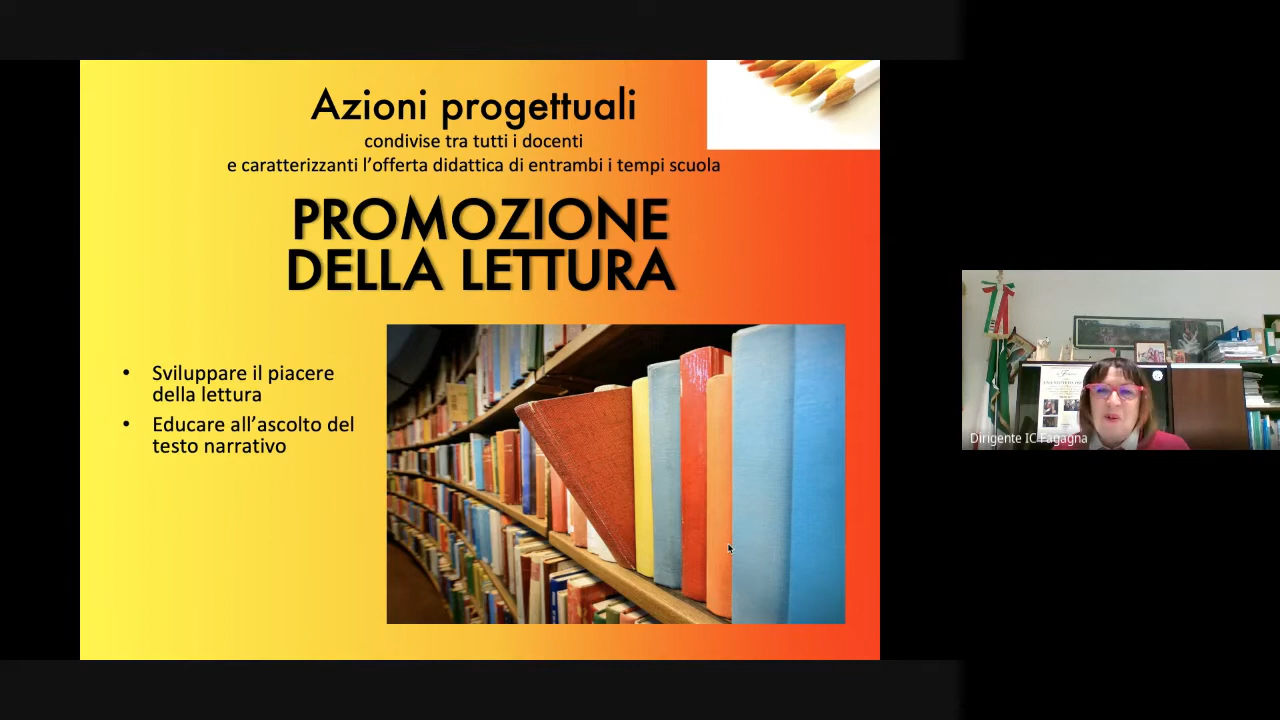 Azioni progettuali
condivise tra tutti i docenti
e caratterizzanti l’offerta didattica di entrambi i tempi scuola
PROMOZIONE
DELLA LETTURA
• Sviluppare il piacere
della lettura
• Educare all’ascolto del
testo narrativo
Dirigente IC Fagagna